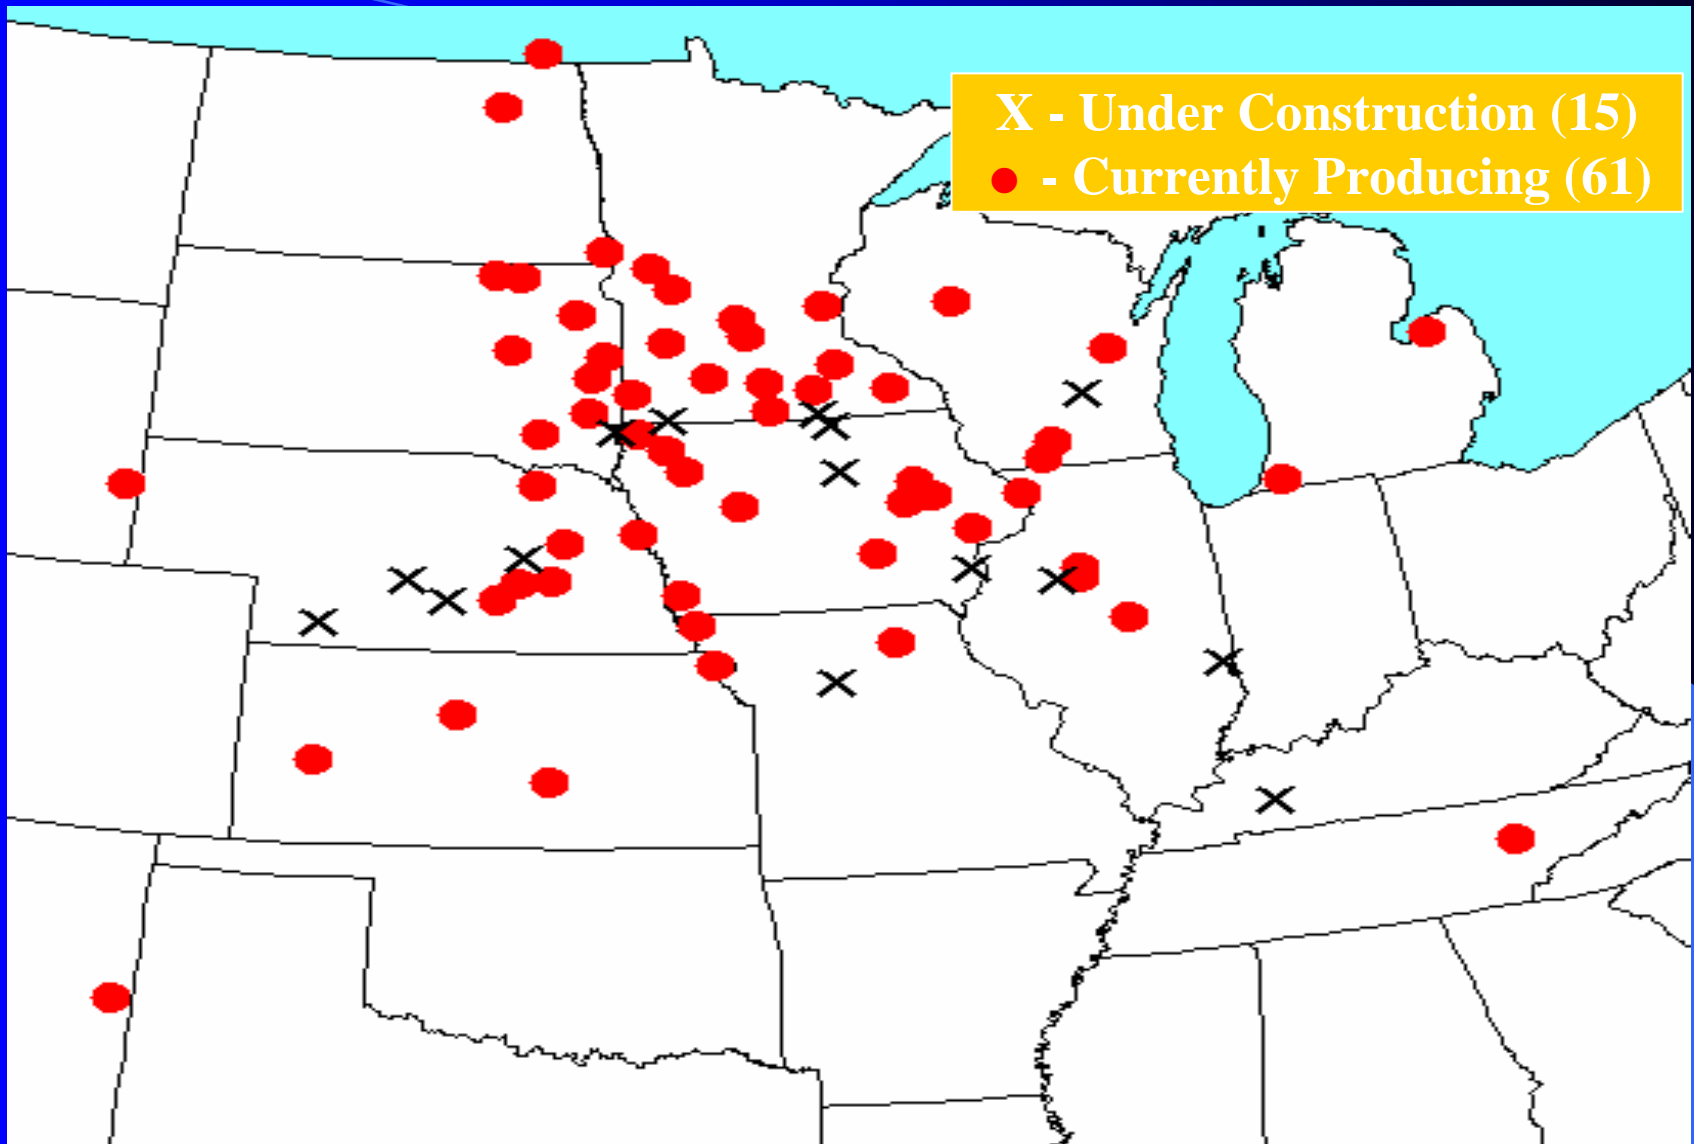 X - Under Construction (15)
● - Currently Producing (61)